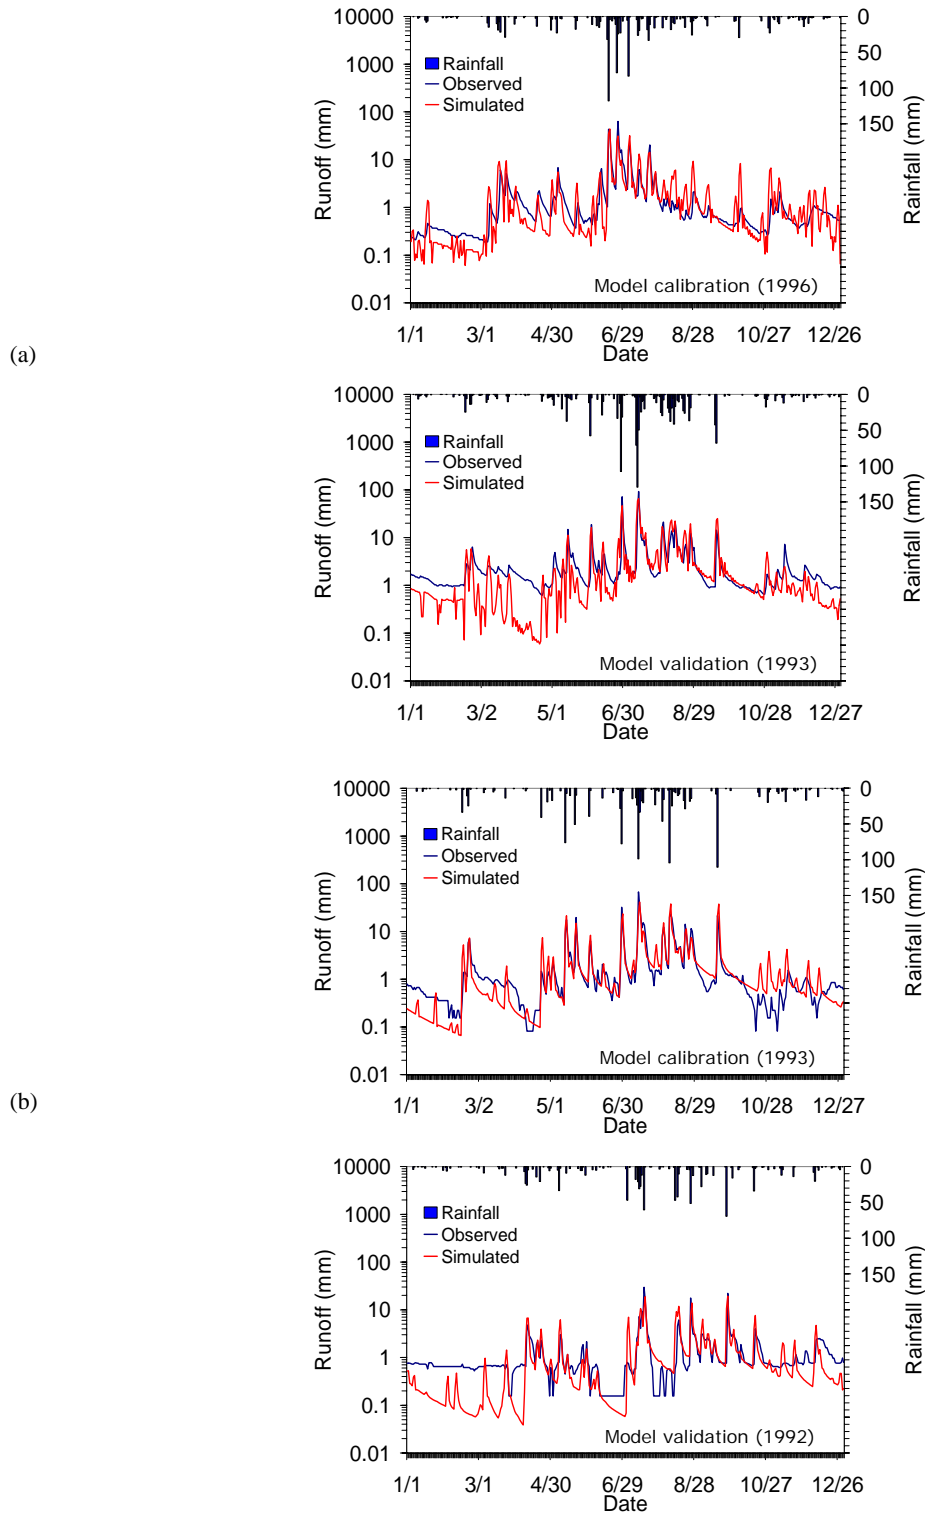 10000
1000
100
10
1
0.1
0.01
Runoff (mm)
Rainfall
Observed
Simulated
0
50
100
150
Rainfall (mm)
Model calibration (1996)
1/1 3/1 4/30 6/29 8/28 10/27 12/26
Date
(a)
10000
1000
100
10
1
0.1
0.01
Runoff (mm)
Rainfall
Observed
Simulated
0
50
100
150
Rainfall (mm)
Model validation (1993)
1/1 3/2 5/1 6/30 8/29 10/28 12/27
Date
10000
1000
100
10
1
0.1
0.01
Runoff (mm)
Rainfall
Observed
Simulated
0
50
100
150
Rainfall (mm)
Model calibration (1993)
1/1 3/2 5/1 6/30 8/29 10/28 12/27
Date
(b)
10000
1000
100
10
1
0.1
0.01
Runoff (mm)
Rainfall
Observed
Simulated
0
50
100
150
Rainfall (mm)
Model validation (1992)
1/1 3/1 4/30 6/29 8/28 10/27 12/26
Date